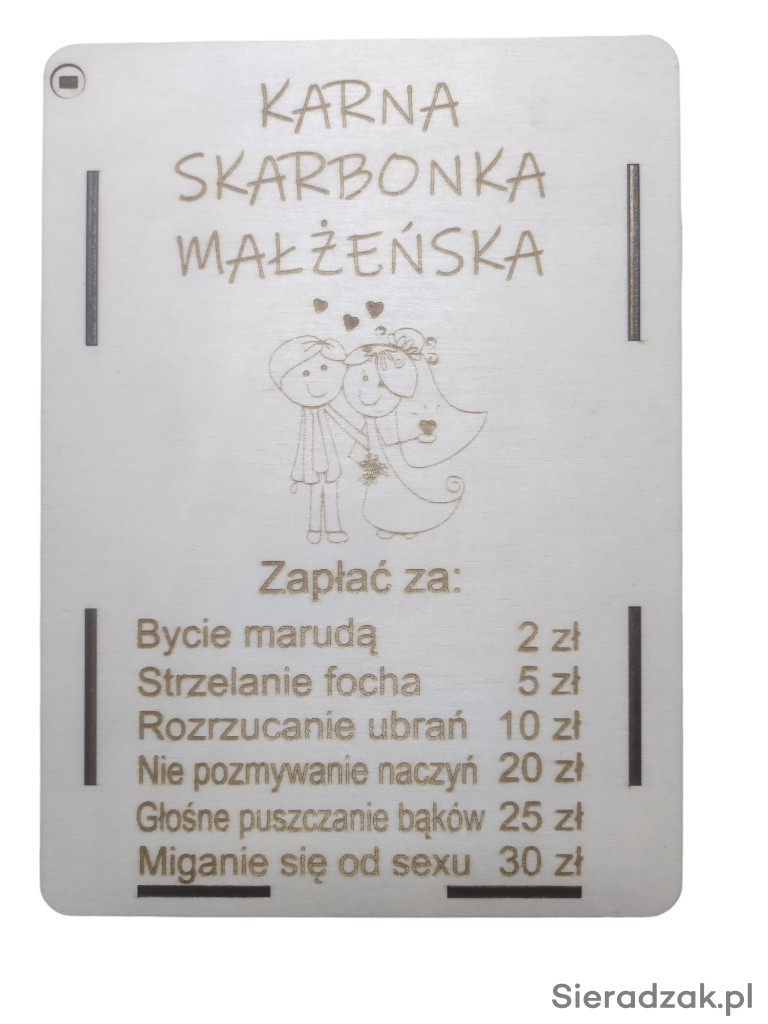 KARNA
SKARBONKA
MAŁŻEŃSKA
Zapłać za:
Bycie marudą 2 zł
Strzelanie focha 5 zł
Rozrzucanie ubrań 10 zł
Nie pozmywanie naczyń 20 zł
Głośne puszczanie bąków 25 zł
Miganie się od sexu 30 zł
Sieradzak.pl